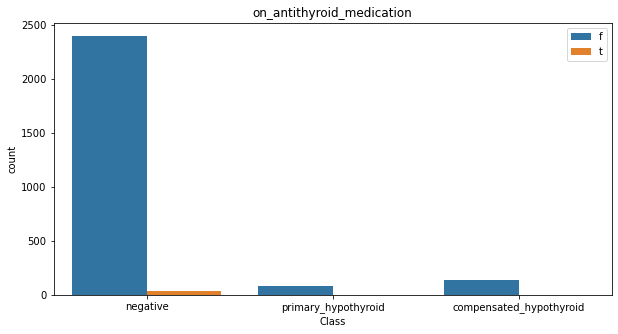 on_antithyroid_medication
f
t
2500
2000
1500
1000
500
0
count
negative
primary_hypothyroid
compensated_hypothyroid
Class